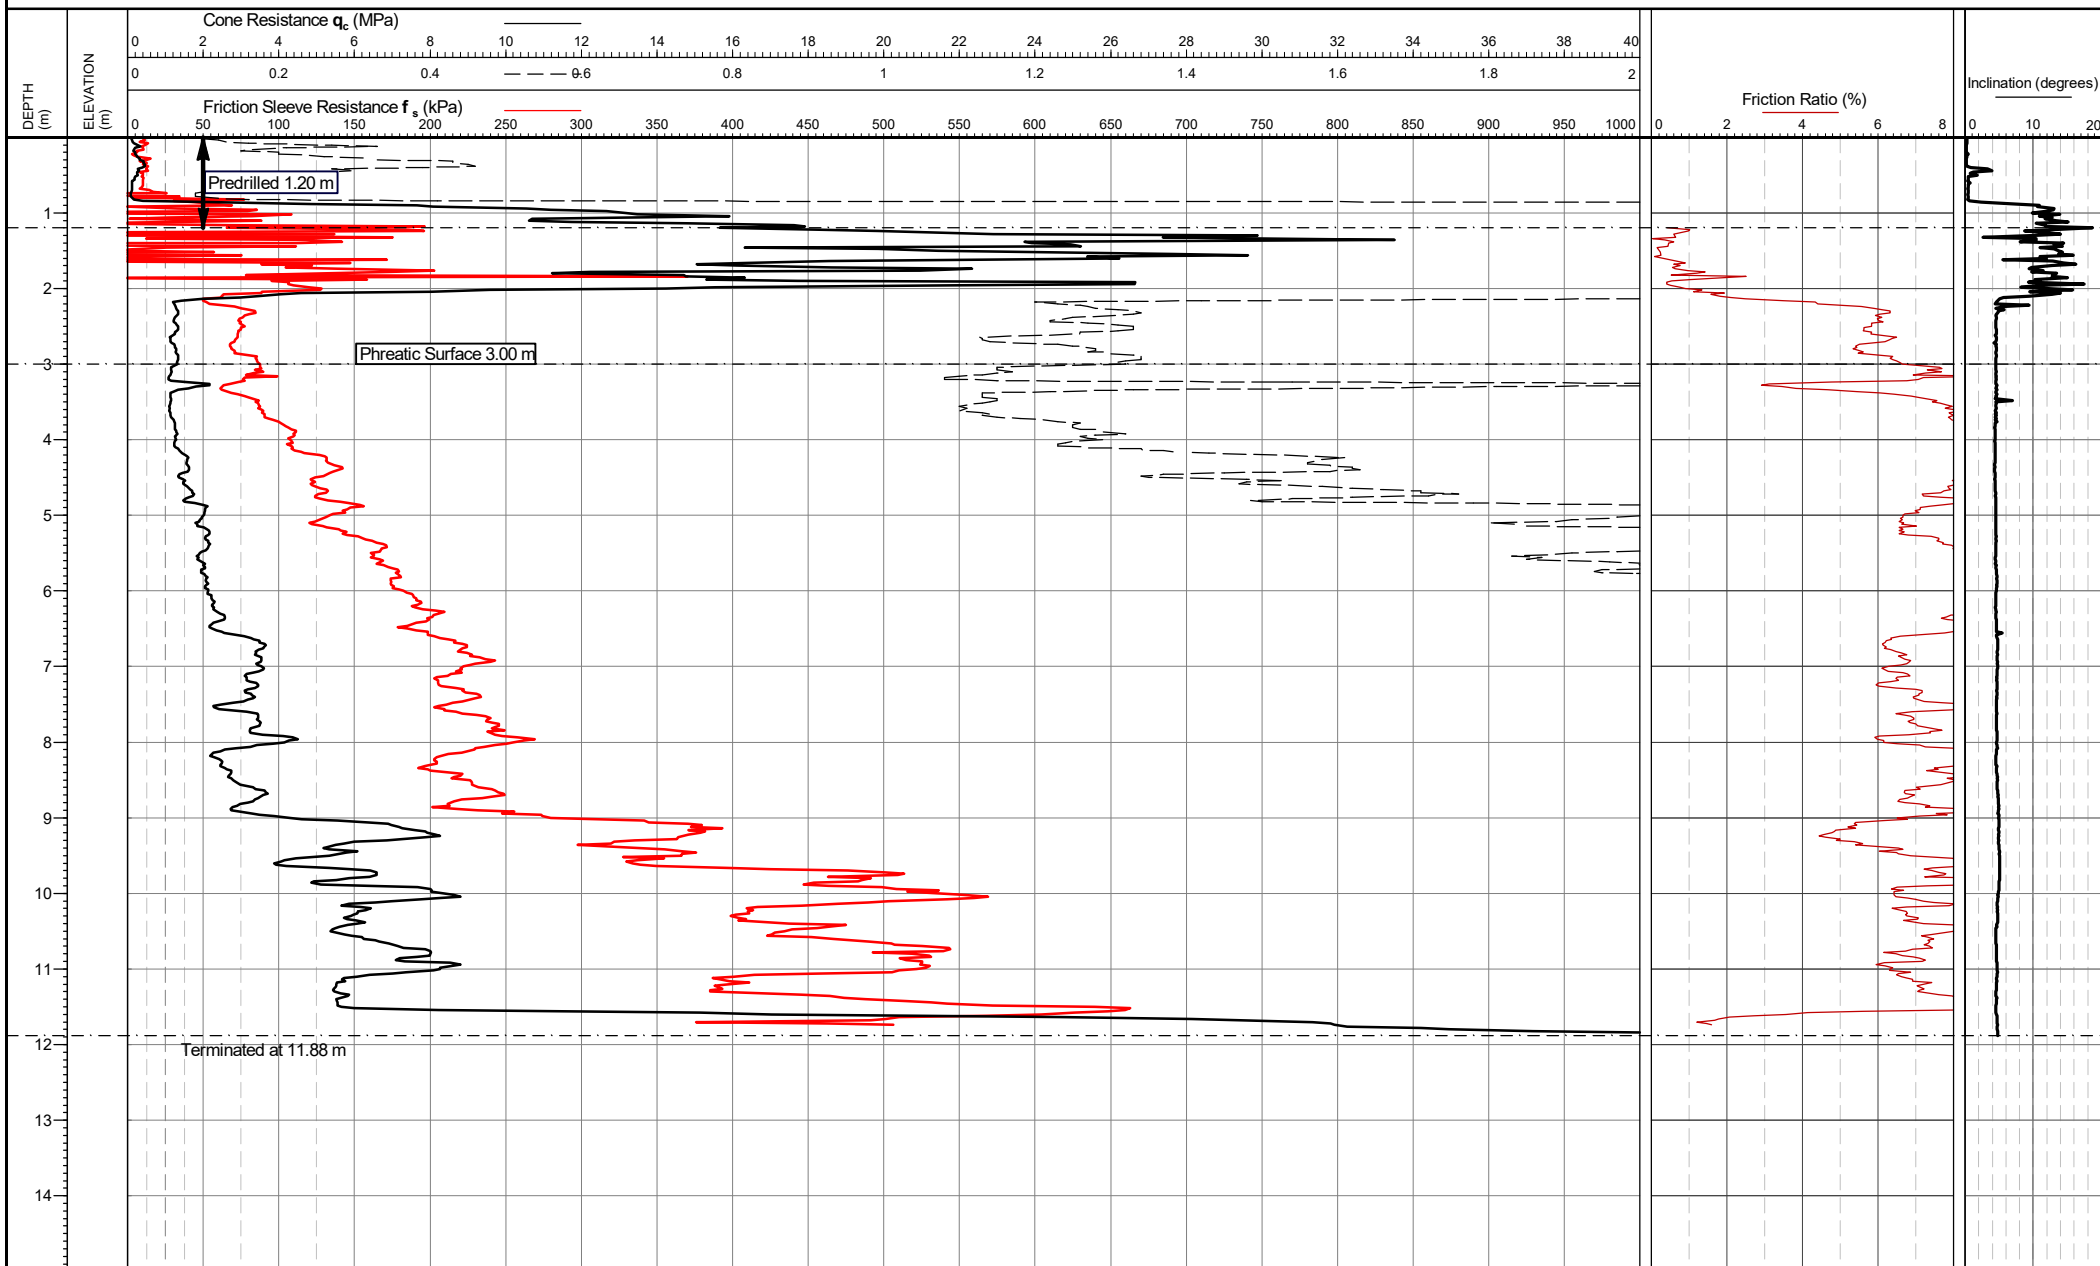 Cone Resistance qc (MPa)
0 2 4 6 8 10 12 14 16 18 20 22 24 26 28 30 32 34 36 38 40
0 0.2 0.4 0.6 0.8 1 1.2 1.4 1.6 1.8 2
Friction Sleeve Resistance fs (kPa)
0 50 100 150 200 250 300 350 400 450 500 550 600 650 700 750 800 850 900 950 1000
DEPTH
(m)
ELEVATION
(m)
Friction Ratio (%)
0 2 4 6 8
Inclination (degrees)
0 10 20
Predrilled 1.20 m
1
2
Phreatic Surface 3.00 m
3
4
5
6
7
8
9
10
11
12
Terminated at 11.88 m
13
14